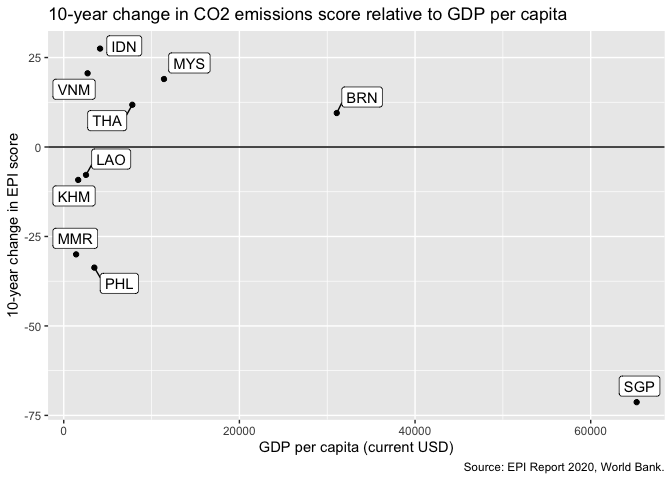 10-year change in CO2 emissions score relative to GDP per capita
10-year change in EPI score
25
0
-25
-50
-75
IDN
MYS
VNM
BRN
THA
LAO
KHM
MMR
PHL
SGP
0
20000
40000
60000
GDP per capita (current USD)
Source: EPI Report 2020, World Bank.